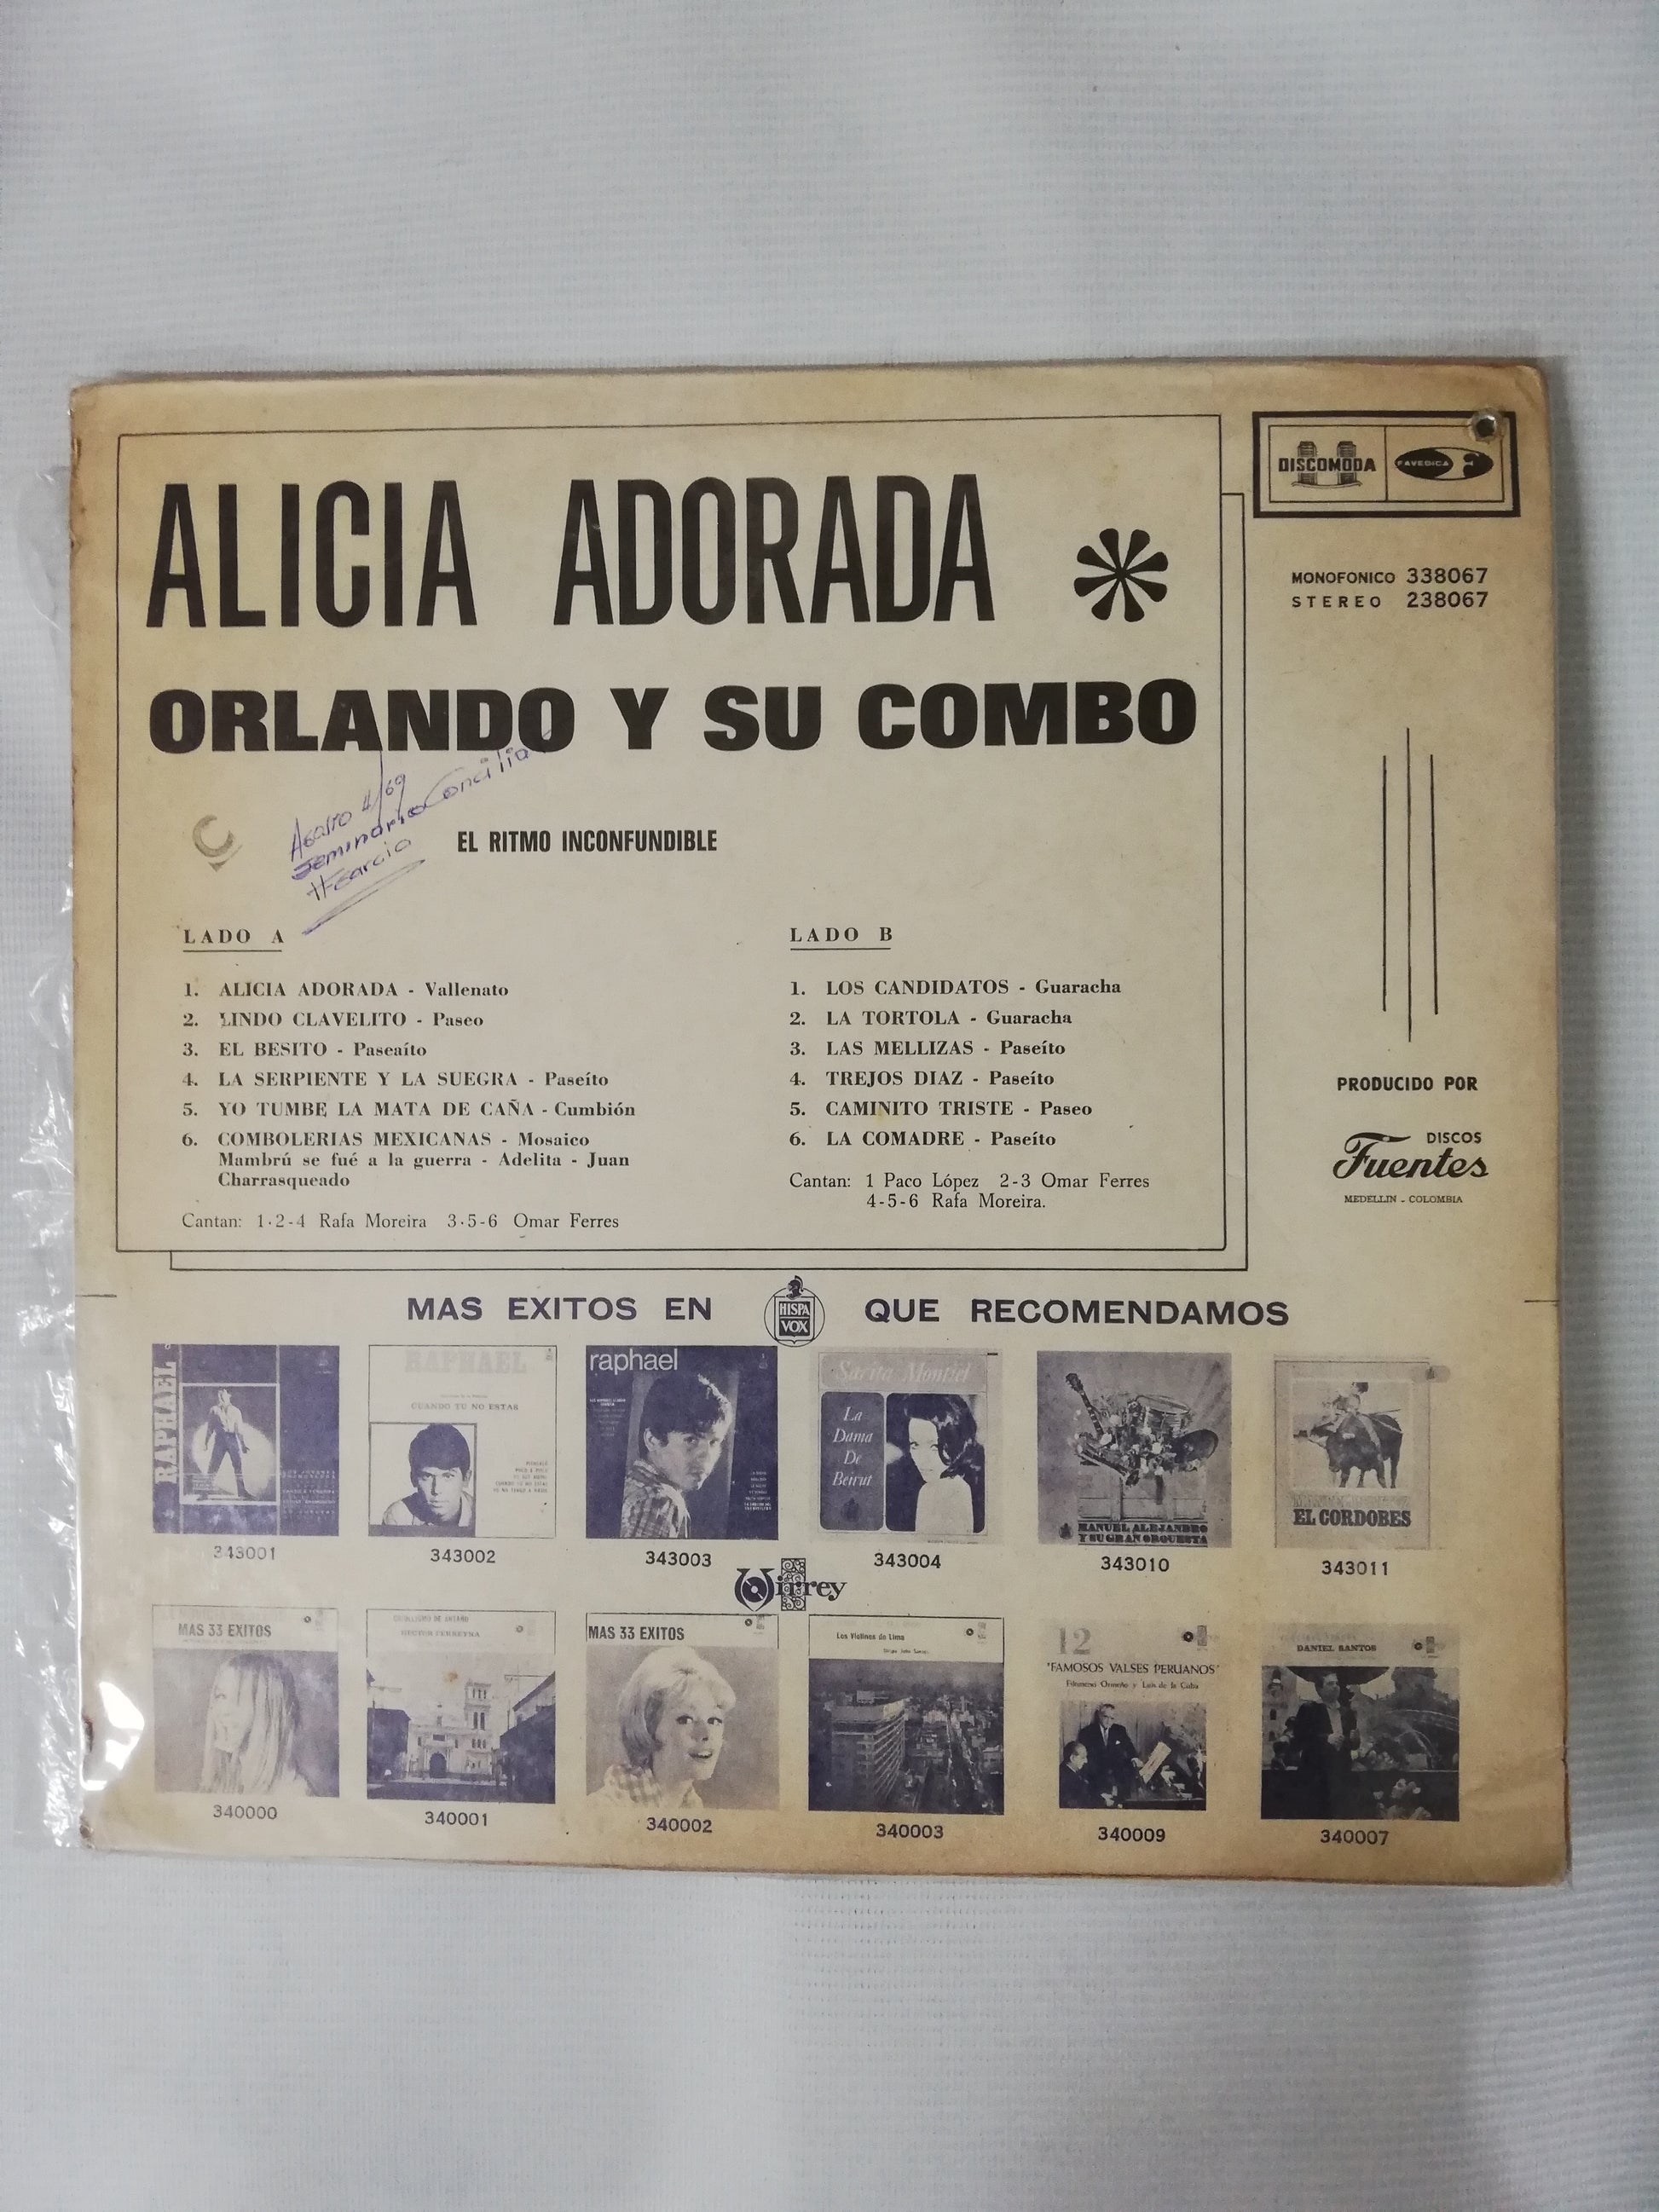 ALICIA ADORADA
ORLANDO Y SU COMBO
Agosto 4/69
Seminario Conciliar
HGarcia
EL RITMO INCONFUNDIBLE
LADO A
1. ALICIA ADORADA - Vallenato
2. LINDO CLAVELITO - Paseo
3. EL BESITO - Paseaíto
4. LA SERPIENTE Y LA SUEGRA - Paseíto
5. YO TUMBE LA MATA DE CAÑA - Cumbión
6. COMBOLERIAS MEXICANAS - Mosaico
Mambrú se fué a la guerra - Adelita - Juan
Charrasqueado
Cantan: 1-2-4 Rafa Moreira 3-5-6 Omar Ferres
LADO B
1. LOS CANDIDATOS - Guaracha
2. LA TORTOLA - Guaracha
3. LAS MELLIZAS - Paseíto
4. TREJOS DIAZ - Paseíto
5. CAMINITO TRISTE - Paseo
6. LA COMADRE - Paseíto
Cantan: 1 Paco López 2-3 Omar Ferres
4-5-6 Rafa Moreira.
DISCOMODA
FAVEDICA
MONOFONICO 338067
STEREO 238067
PRODUCIDO POR
DISCOS
Fuentes
MEDELLIN - COLOMBIA
MAS EXITOS EN HISPA VOX QUE RECOMENDAMOS
RAPHAEL
343001
RAPHAEL
CUANDO TU NO ESTAS
343002
raphael
343003
Sarita Montiel
La
Dama
De
Beirut
343004
MANUEL ALEJANDRO
Y SU GRAN ORQUESTA
343010
EL CORDOBES
343011
Virrey
MAS 33 EXITOS
340000
340001
MAS 33 EXITOS
340002
Los Violines de Lima
340003
12
"FAMOSOS VALSES PERUANOS"
Filomeno Ormeño y Luis de la Cuba
340009
DANIEL SANTOS
340007